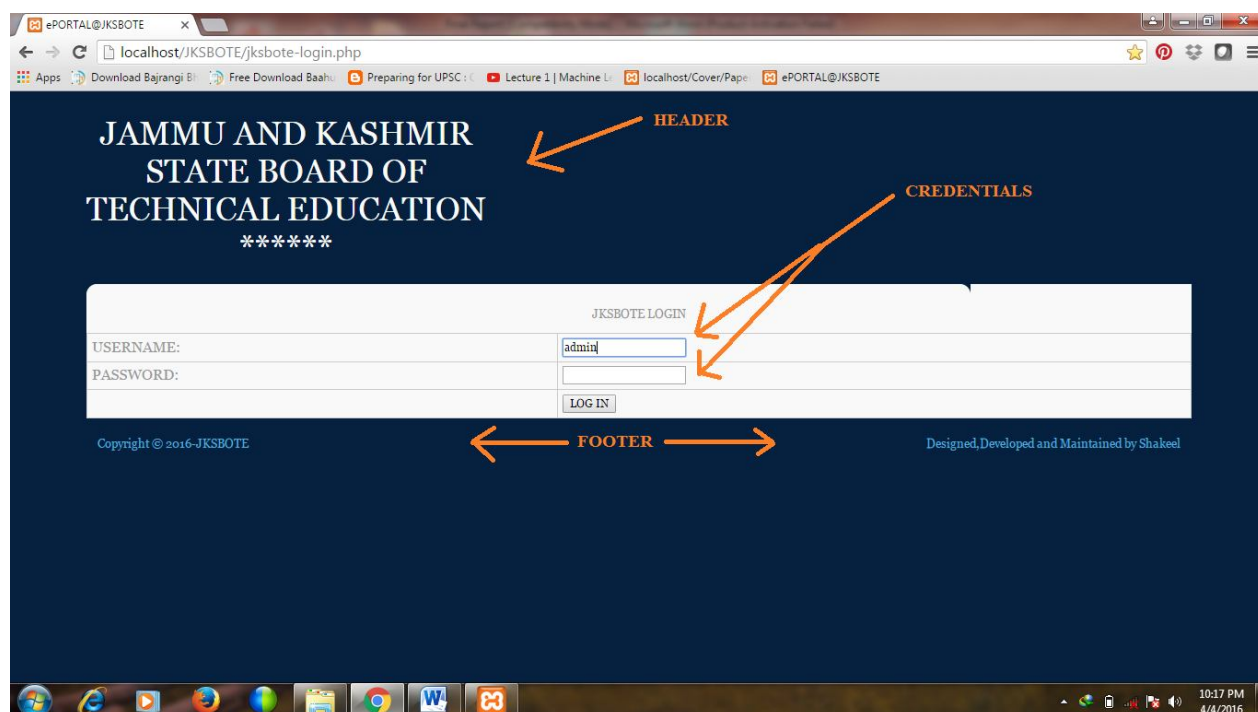 ePORTAL@JKSBOTE
localhost/JKSBOTE/jksbote-login.php
Apps Download Bajrangi Bh Free Download Baahu Preparing for UPSC : Lecture 1 | Machine Le localhost/Cover/Pape ePORTAL@JKSBOTE
HEADER
JAMMU AND KASHMIR
STATE BOARD OF
TECHNICAL EDUCATION
******
CREDENTIALS
JKSBOTE LOGIN
USERNAME: admin
PASSWORD:
LOG IN
Copyright © 2016-JKSBOTE FOOTER Designed,Developed and Maintained by Shakeel
10:17 PM
4/4/2016